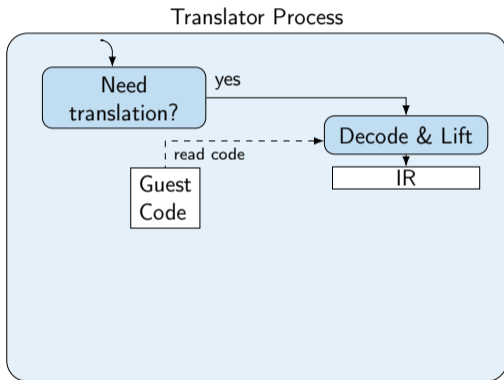 Translator Process
Need
translation?
yes
Decode & Lift
read code
IR
Guest
Code